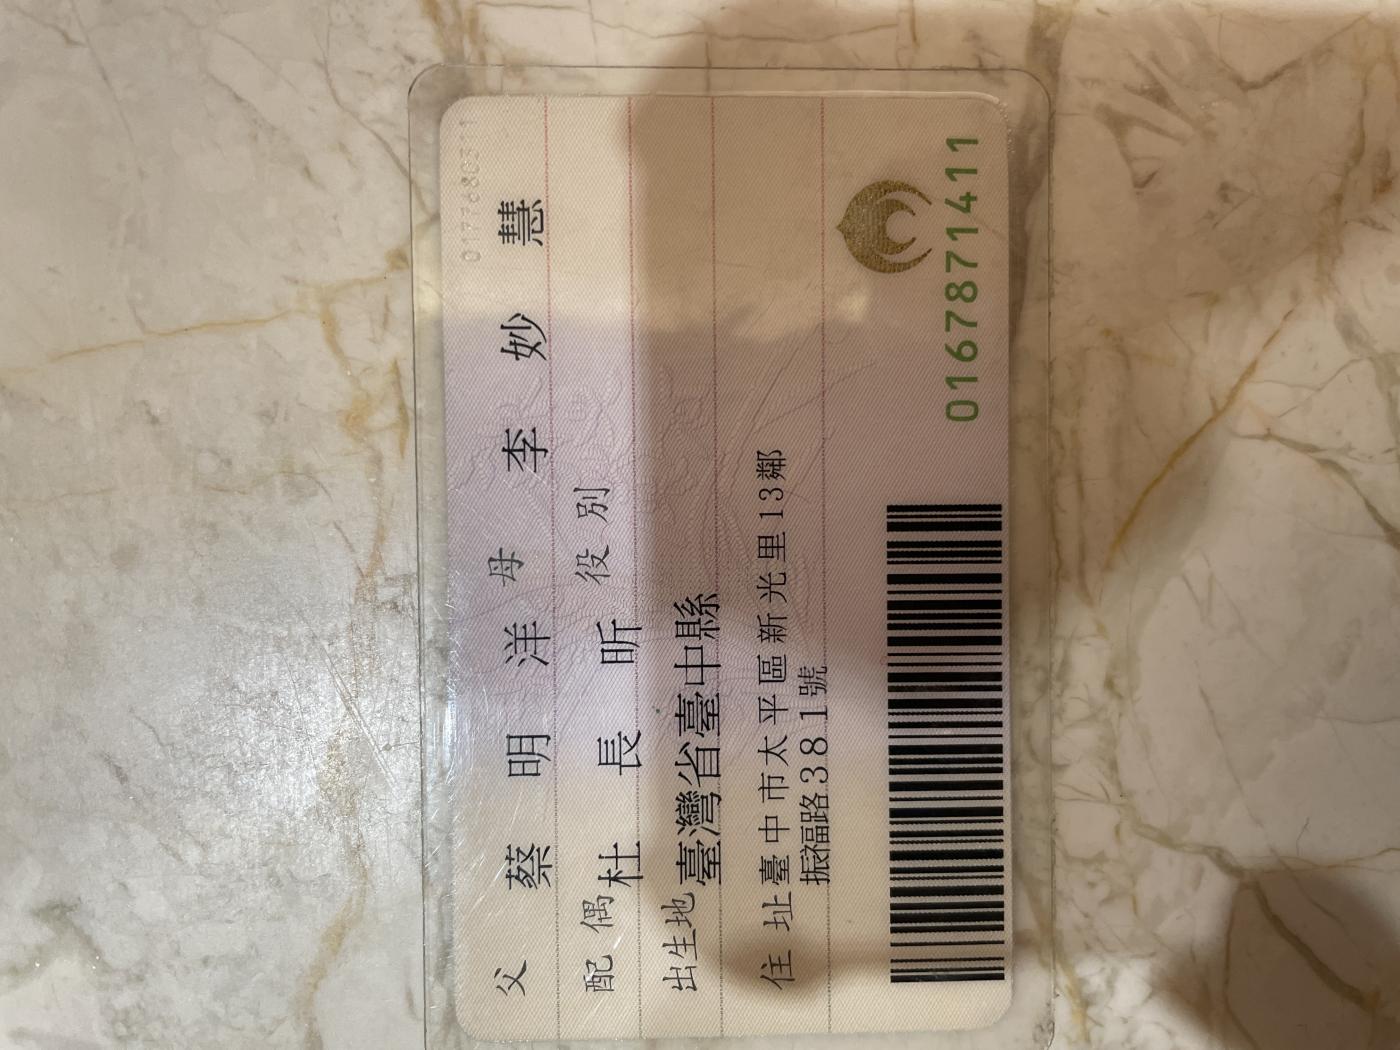 0177680311
父 蔡明洋 母 李妙慧
配偶 杜長昕 役別
出生地 臺灣省臺中縣
住址 臺中市太平區新光里13鄰
振福路381號
0167871411